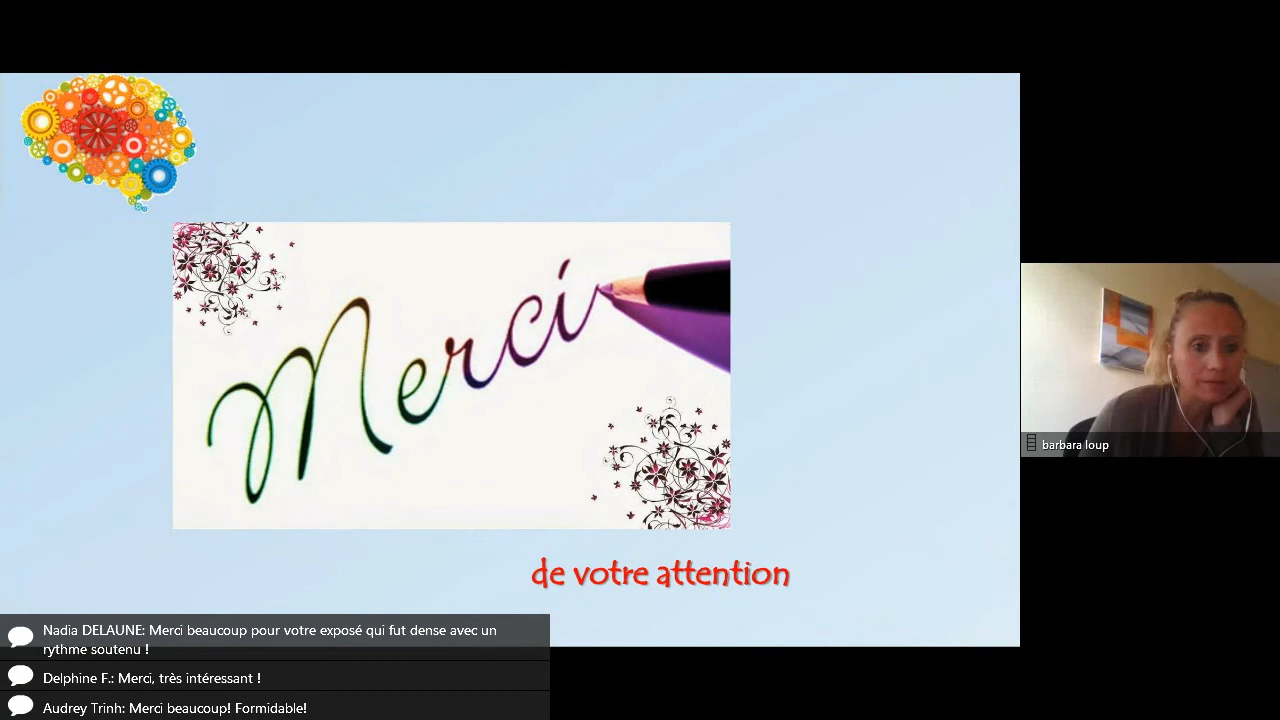 Merci
de votre attention
barbara loup
Nadia DELAUNE: Merci beaucoup pour votre exposé qui fut dense avec un
rythme soutenu !
Delphine F.: Merci, très intéressant !
Audrey Trinh: Merci beaucoup! Formidable!